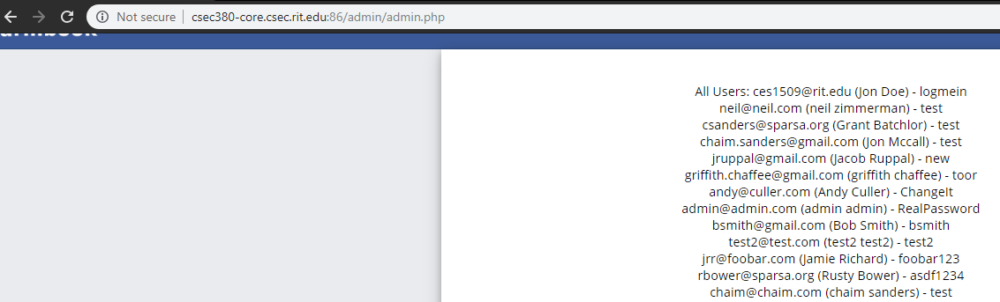 Not secure | csec380-core.csec.rit.edu:86/admin/admin.php
All Users: ces1509@rit.edu (Jon Doe) - logmein
neil@neil.com (neil zimmerman) - test
csanders@sparsa.org (Grant Batchlor) - test
chaim.sanders@gmail.com (Jon Mccall) - test
jruppal@gmail.com (Jacob Ruppal) - new
griffith.chaffee@gmail.com (griffith chaffee) - toor
andy@culler.com (Andy Culler) - ChangeIt
admin@admin.com (admin admin) - RealPassword
bsmith@gmail.com (Bob Smith) - bsmith
test2@test.com (test2 test2) - test2
jrr@foobar.com (Jamie Richard) - foobar123
rbower@sparsa.org (Rusty Bower) - asdf1234
chaim@chaim.com (chaim sanders) - test